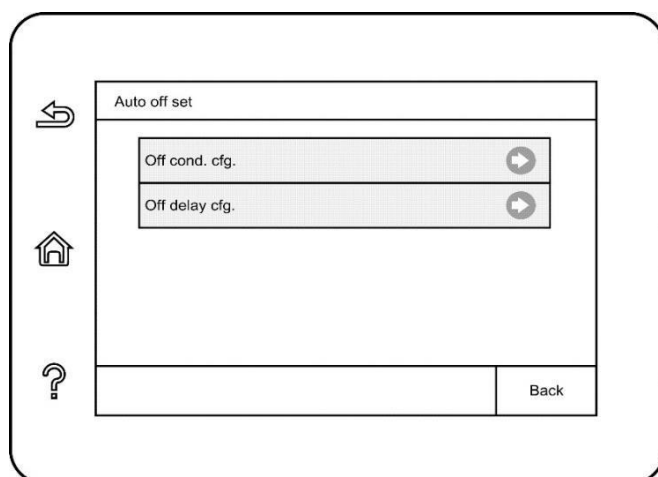 Auto off set
Off cond. cfg.
Off delay cfg.
?
Back